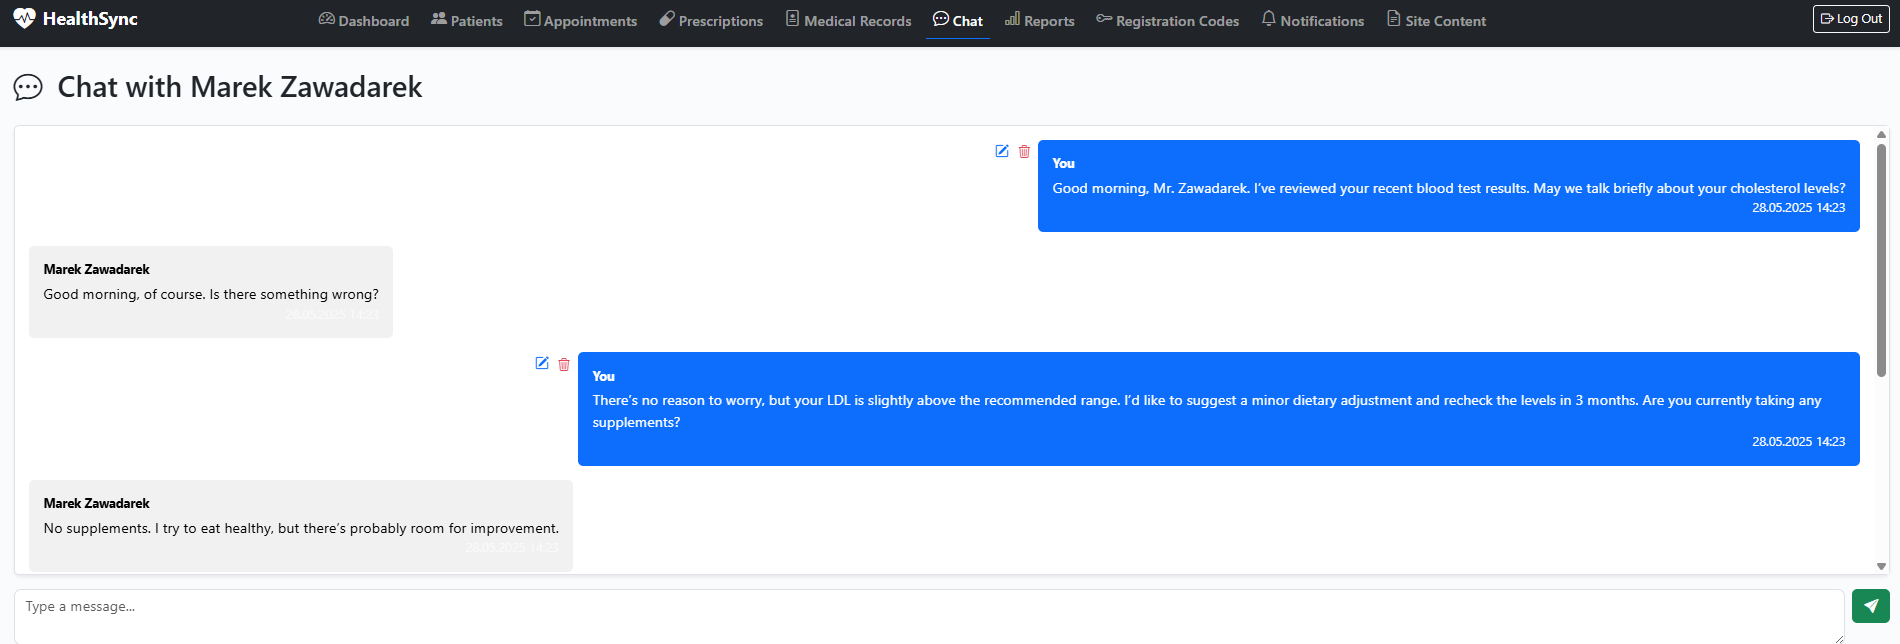 HealthSync
Dashboard
Patients
Appointments
Prescriptions
Medical Records
Chat
Reports
Registration Codes
Notifications
Site Content
Log Out
Chat with Marek Zawadarek
You
Good morning, Mr. Zawadarek. I’ve reviewed your recent blood test results. May we talk briefly about your cholesterol levels?
28.05.2025 14:23
Marek Zawadarek
Good morning, of course. Is there something wrong?
28.05.2025 14:23
You
There’s no reason to worry, but your LDL is slightly above the recommended range. I’d like to suggest a minor dietary adjustment and recheck the levels in 3 months. Are you currently taking any
supplements?
28.05.2025 14:23
Marek Zawadarek
No supplements. I try to eat healthy, but there’s probably room for improvement.
28.05.2025 14:23
Type a message...